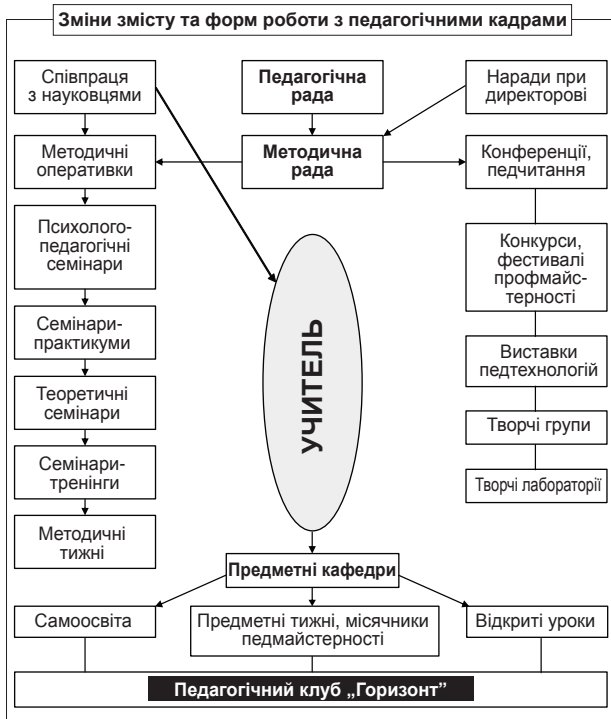 Зміни змісту та форм роботи з педагогічними кадрами
Співпраця
з науковцями
Педагогічна
рада
Наради при
директорові
Методичні
оперативки
Методична
рада
Конференції,
педчитання
Психолого-
педагогічні
семінари
Конкурси,
фестивалі
профмайс-
терності
Семінари-
практикуми
УЧИТЕЛЬ
Виставки
педтехнологій
Теоретичні
семінари
Творчі групи
Семінари-
тренінги
Творчі лабораторії
Методичні
тижні
Предметні кафедри
Самоосвіта
Предметні тижні, місячники
педмайстерності
Відкриті уроки
Педагогічний клуб „Горизонт”